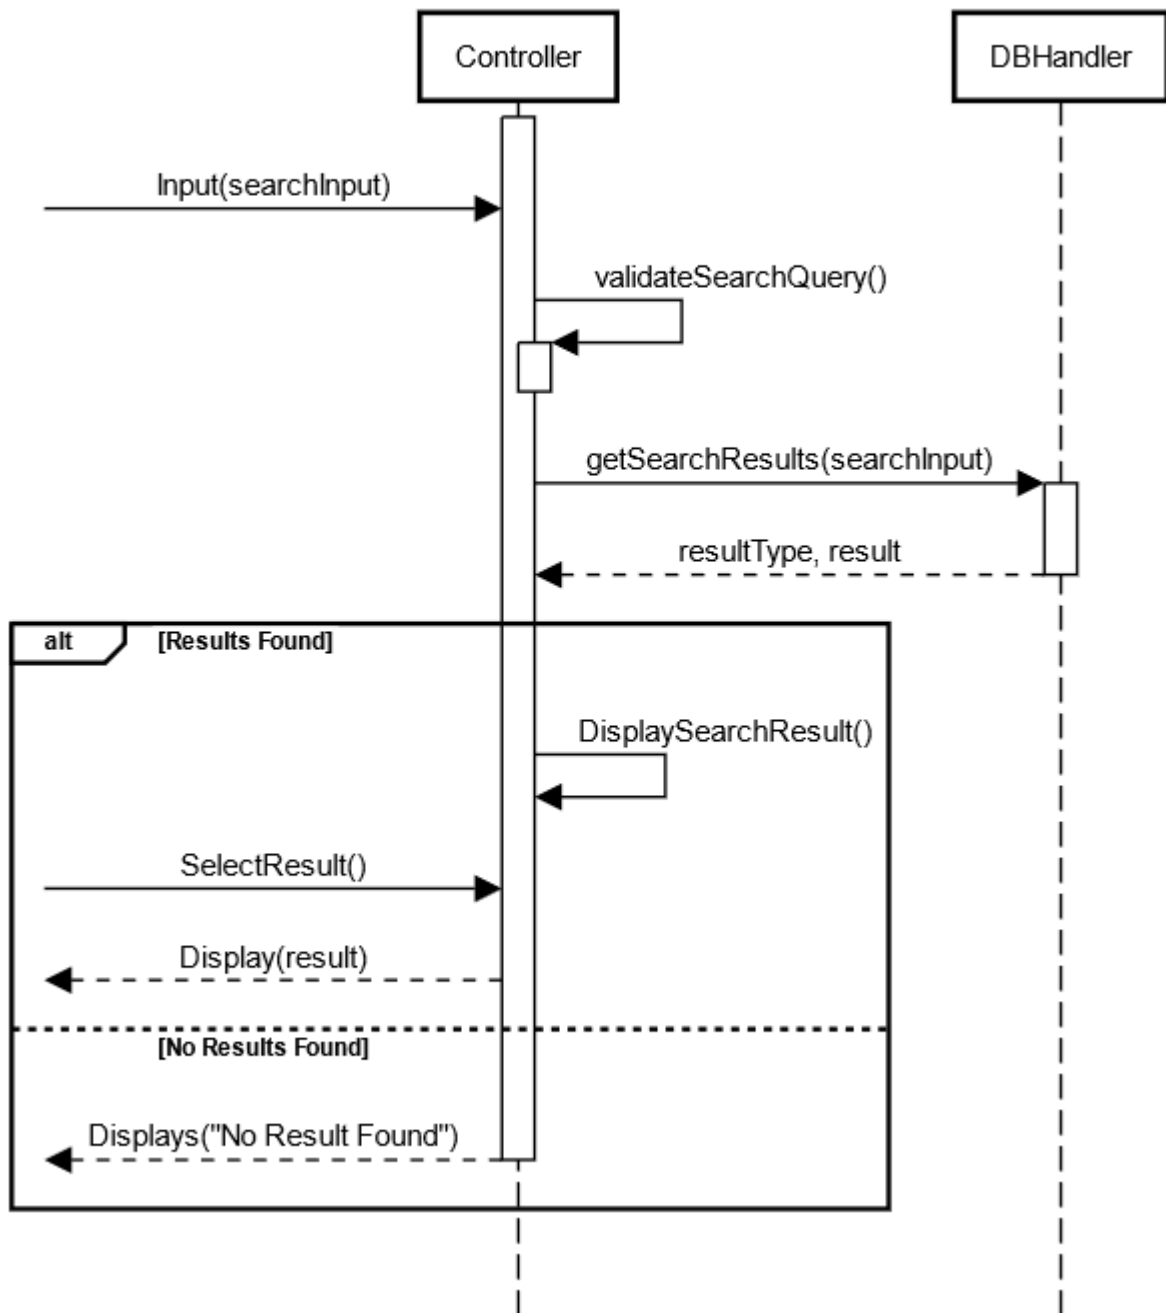 Controller
DBHandler
Input(searchInput)
validateSearchQuery()
getSearchResults(searchInput)
resultType, result
alt
[Results Found]
DisplaySearchResult()
SelectResult()
Display(result)
[No Results Found]
Displays("No Result Found")